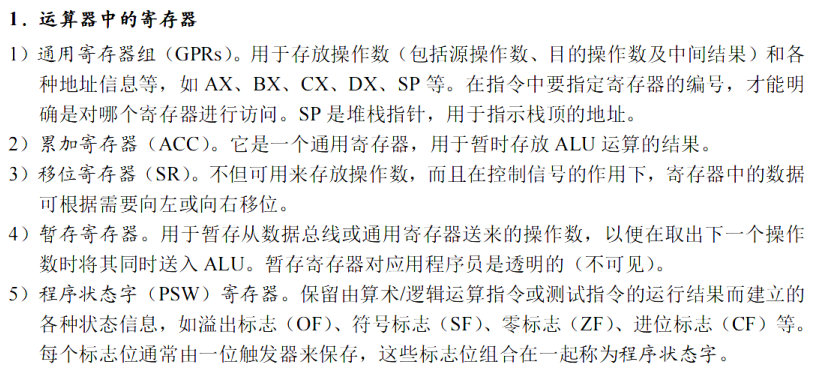 1. 运算器中的寄存器
1）通用寄存器组（GPRs）。用于存放操作数（包括源操作数、目的操作数及中间结果）和各
种地址信息等，如 AX、BX、CX、DX、SP 等。在指令中要指定寄存器的编号，才能明
确是对哪个寄存器进行访问。SP 是堆栈指针，用于指示栈顶的地址。
2）累加寄存器（ACC）。它是一个通用寄存器，用于暂时存放 ALU 运算的结果。
3）移位寄存器（SR）。不但可用来存放操作数，而且在控制信号的作用下，寄存器中的数据
可根据需要向左或向右移位。
4）暂存寄存器。用于暂存从数据总线或通用寄存器送来的操作数，以便在取出下一个操作
数时将其同时送入 ALU。暂存寄存器对应用程序员是透明的（不可见）。
5）程序状态字（PSW）寄存器。保留由算术/逻辑运算指令或测试指令的运行结果而建立的
各种状态信息，如溢出标志（OF）、符号标志（SF）、零标志（ZF）、进位标志（CF）等。
每个标志位通常由一位触发器来保存，这些标志位组合在一起称为程序状态字。